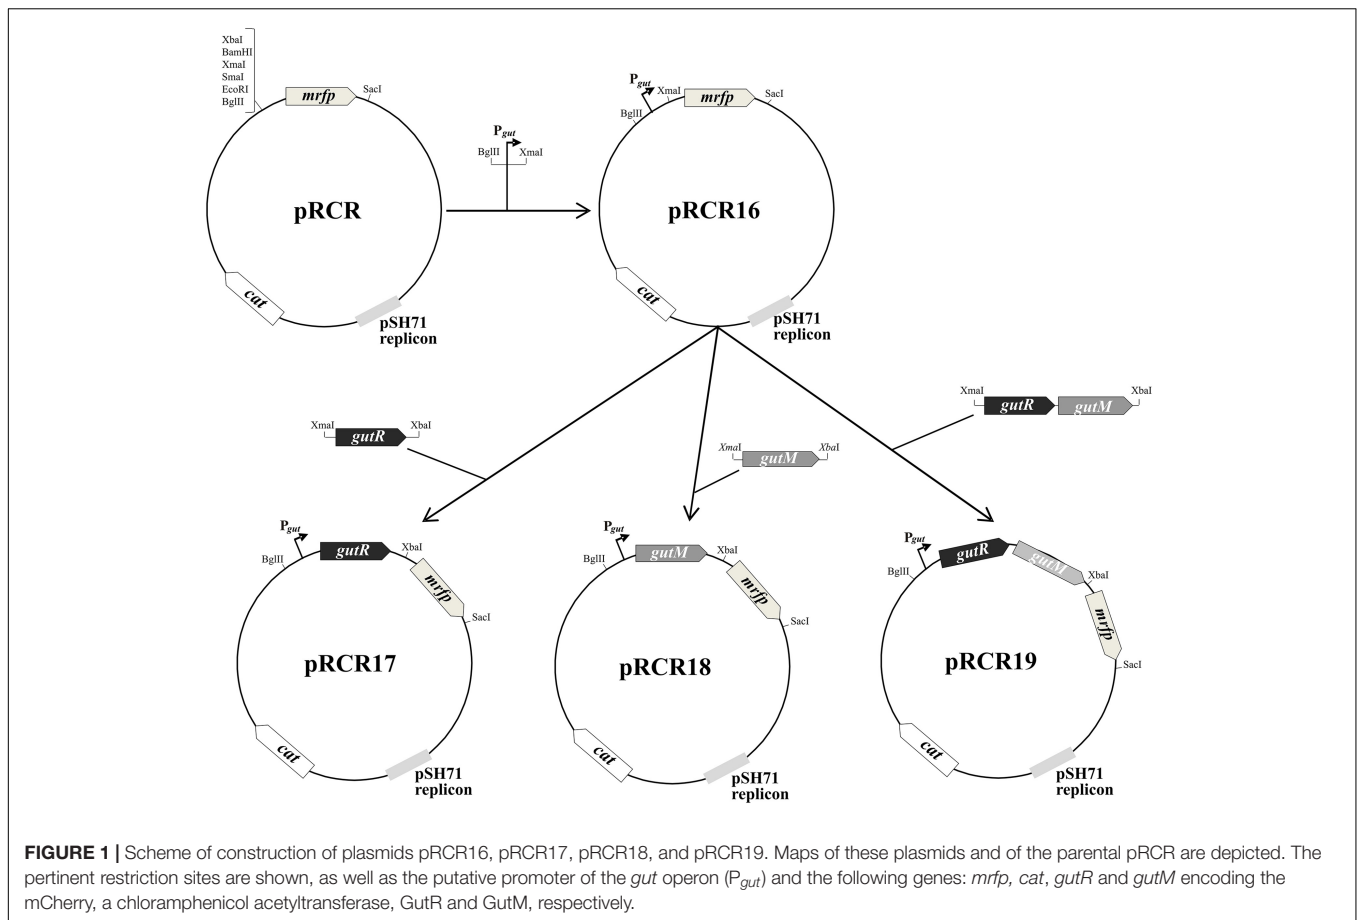 XbaI
BamHI
XmaI
SmaI
EcoRI
BglII
mrfp
SacI
pRCR
cat
pSH71
replicon
Pgut
BglII
XmaI
Pgut
XmaI
BglII
mrfp
SacI
pRCR16
cat
pSH71
replicon
XmaI
gutR
XbaI
XmaI
gutM
XbaI
XmaI
gutR
gutM
XbaI
Pgut
BglII
gutR
XbaI
mrfp
SacI
pRCR17
cat
pSH71
replicon
Pgut
BglII
gutM
XbaI
mrfp
SacI
pRCR18
cat
pSH71
replicon
Pgut
BglII
gutR
gutM
XbaI
mrfp
SacI
pRCR19
cat
pSH71
replicon
FIGURE 1 | Scheme of construction of plasmids pRCR16, pRCR17, pRCR18, and pRCR19. Maps of these plasmids and of the parental pRCR are depicted. The
pertinent restriction sites are shown, as well as the putative promoter of the gut operon (Pgut) and the following genes: mrfp, cat, gutR and gutM encoding the
mCherry, a chloramphenicol acetyltransferase, GutR and GutM, respectively.